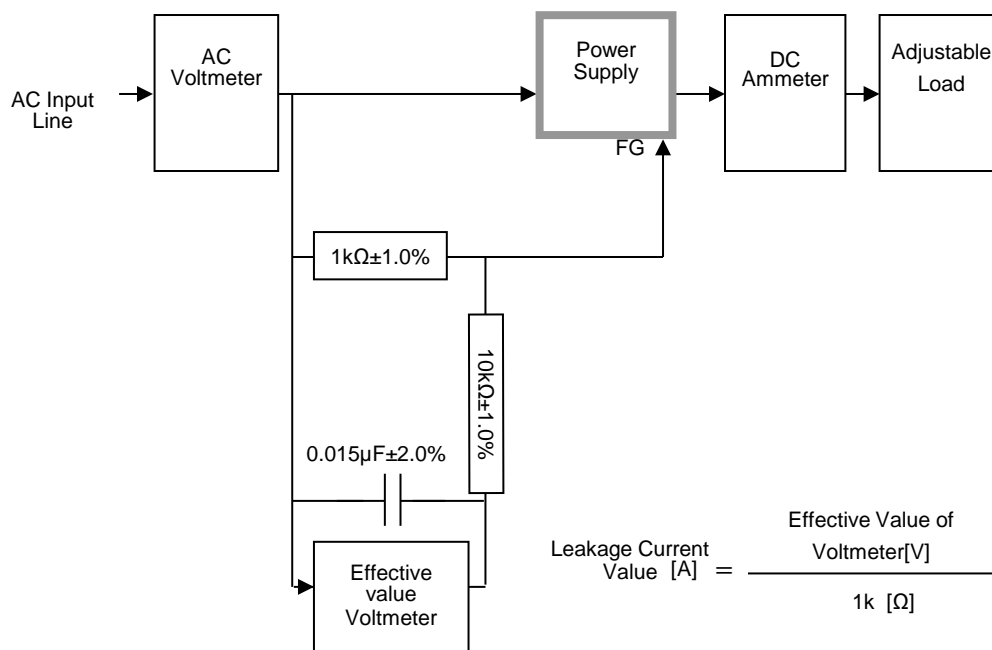 AC
Voltmeter
Power
Supply
DC
Ammeter
Adjustable
Load
AC Input
Line
FG
1kΩ±1.0%
10kΩ±1.0%
0.015µF±2.0%
Effective
value
Voltmeter
Leakage Current
Value [A] =
Effective Value of
Voltmeter[V]
1k [Ω]